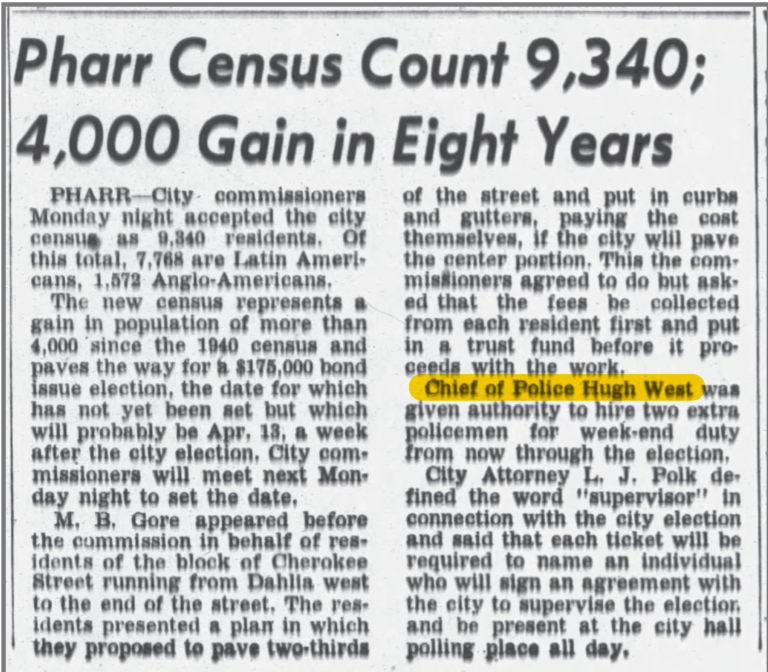 Pharr Census Count 9,340;
4,000 Gain in Eight Years
PHARR—City commissioners
Monday night accepted the city
census as 9,340 residents. Of
this total, 7,768 are Latin Ameri-
cans, 1,572 Anglo-Americans.
The new census represents a
gain in population of more than
4,000 since the 1940 census and
paves the way for a $175,000 bond
issue election, the date for which
has not yet been set but which
will probably be Apr. 13, a week
after the city election. City com-
missioners will meet next Mon-
day night to set the date.
M. B. Gore appeared before
the commission in behalf of res-
idents of the block of Cherokee
Street running from Dahlia west
to the end of the street. The res-
idents presented a plan in which
they proposed to pave two-thirds
of the street and put in curbs
and gutters, paying the cost
themselves, if the city will pave
the center portion. This the com-
missioners agreed to do but ask-
ed that the fees be collected
from each resident first and put
in a trust fund before it pro-
ceeds with the work.
Chief of Police Hugh West was
given authority to hire two extra
policemen for week-end duty
from now through the election.
City Attorney L. J. Polk de-
fined the word "supervisor" in
connection with the city election
and said that each ticket will be
required to name an individual
who will sign an agreement with
the city to supervise the election
and be present at the city hall
polling place all day.